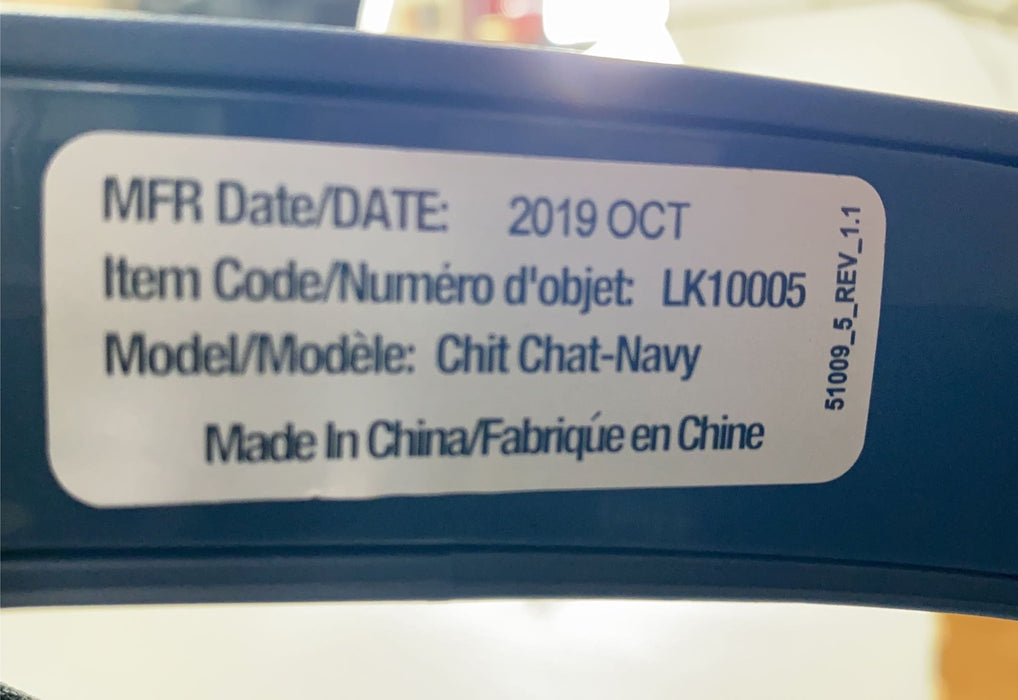 MFR Date/DATE: 2019 OCT
Item Code/Numéro d'objet: LK10005
Model/Modèle: Chit Chat-Navy
Made In China/Fabriqúe en Chine
51009_5_REV_1.1